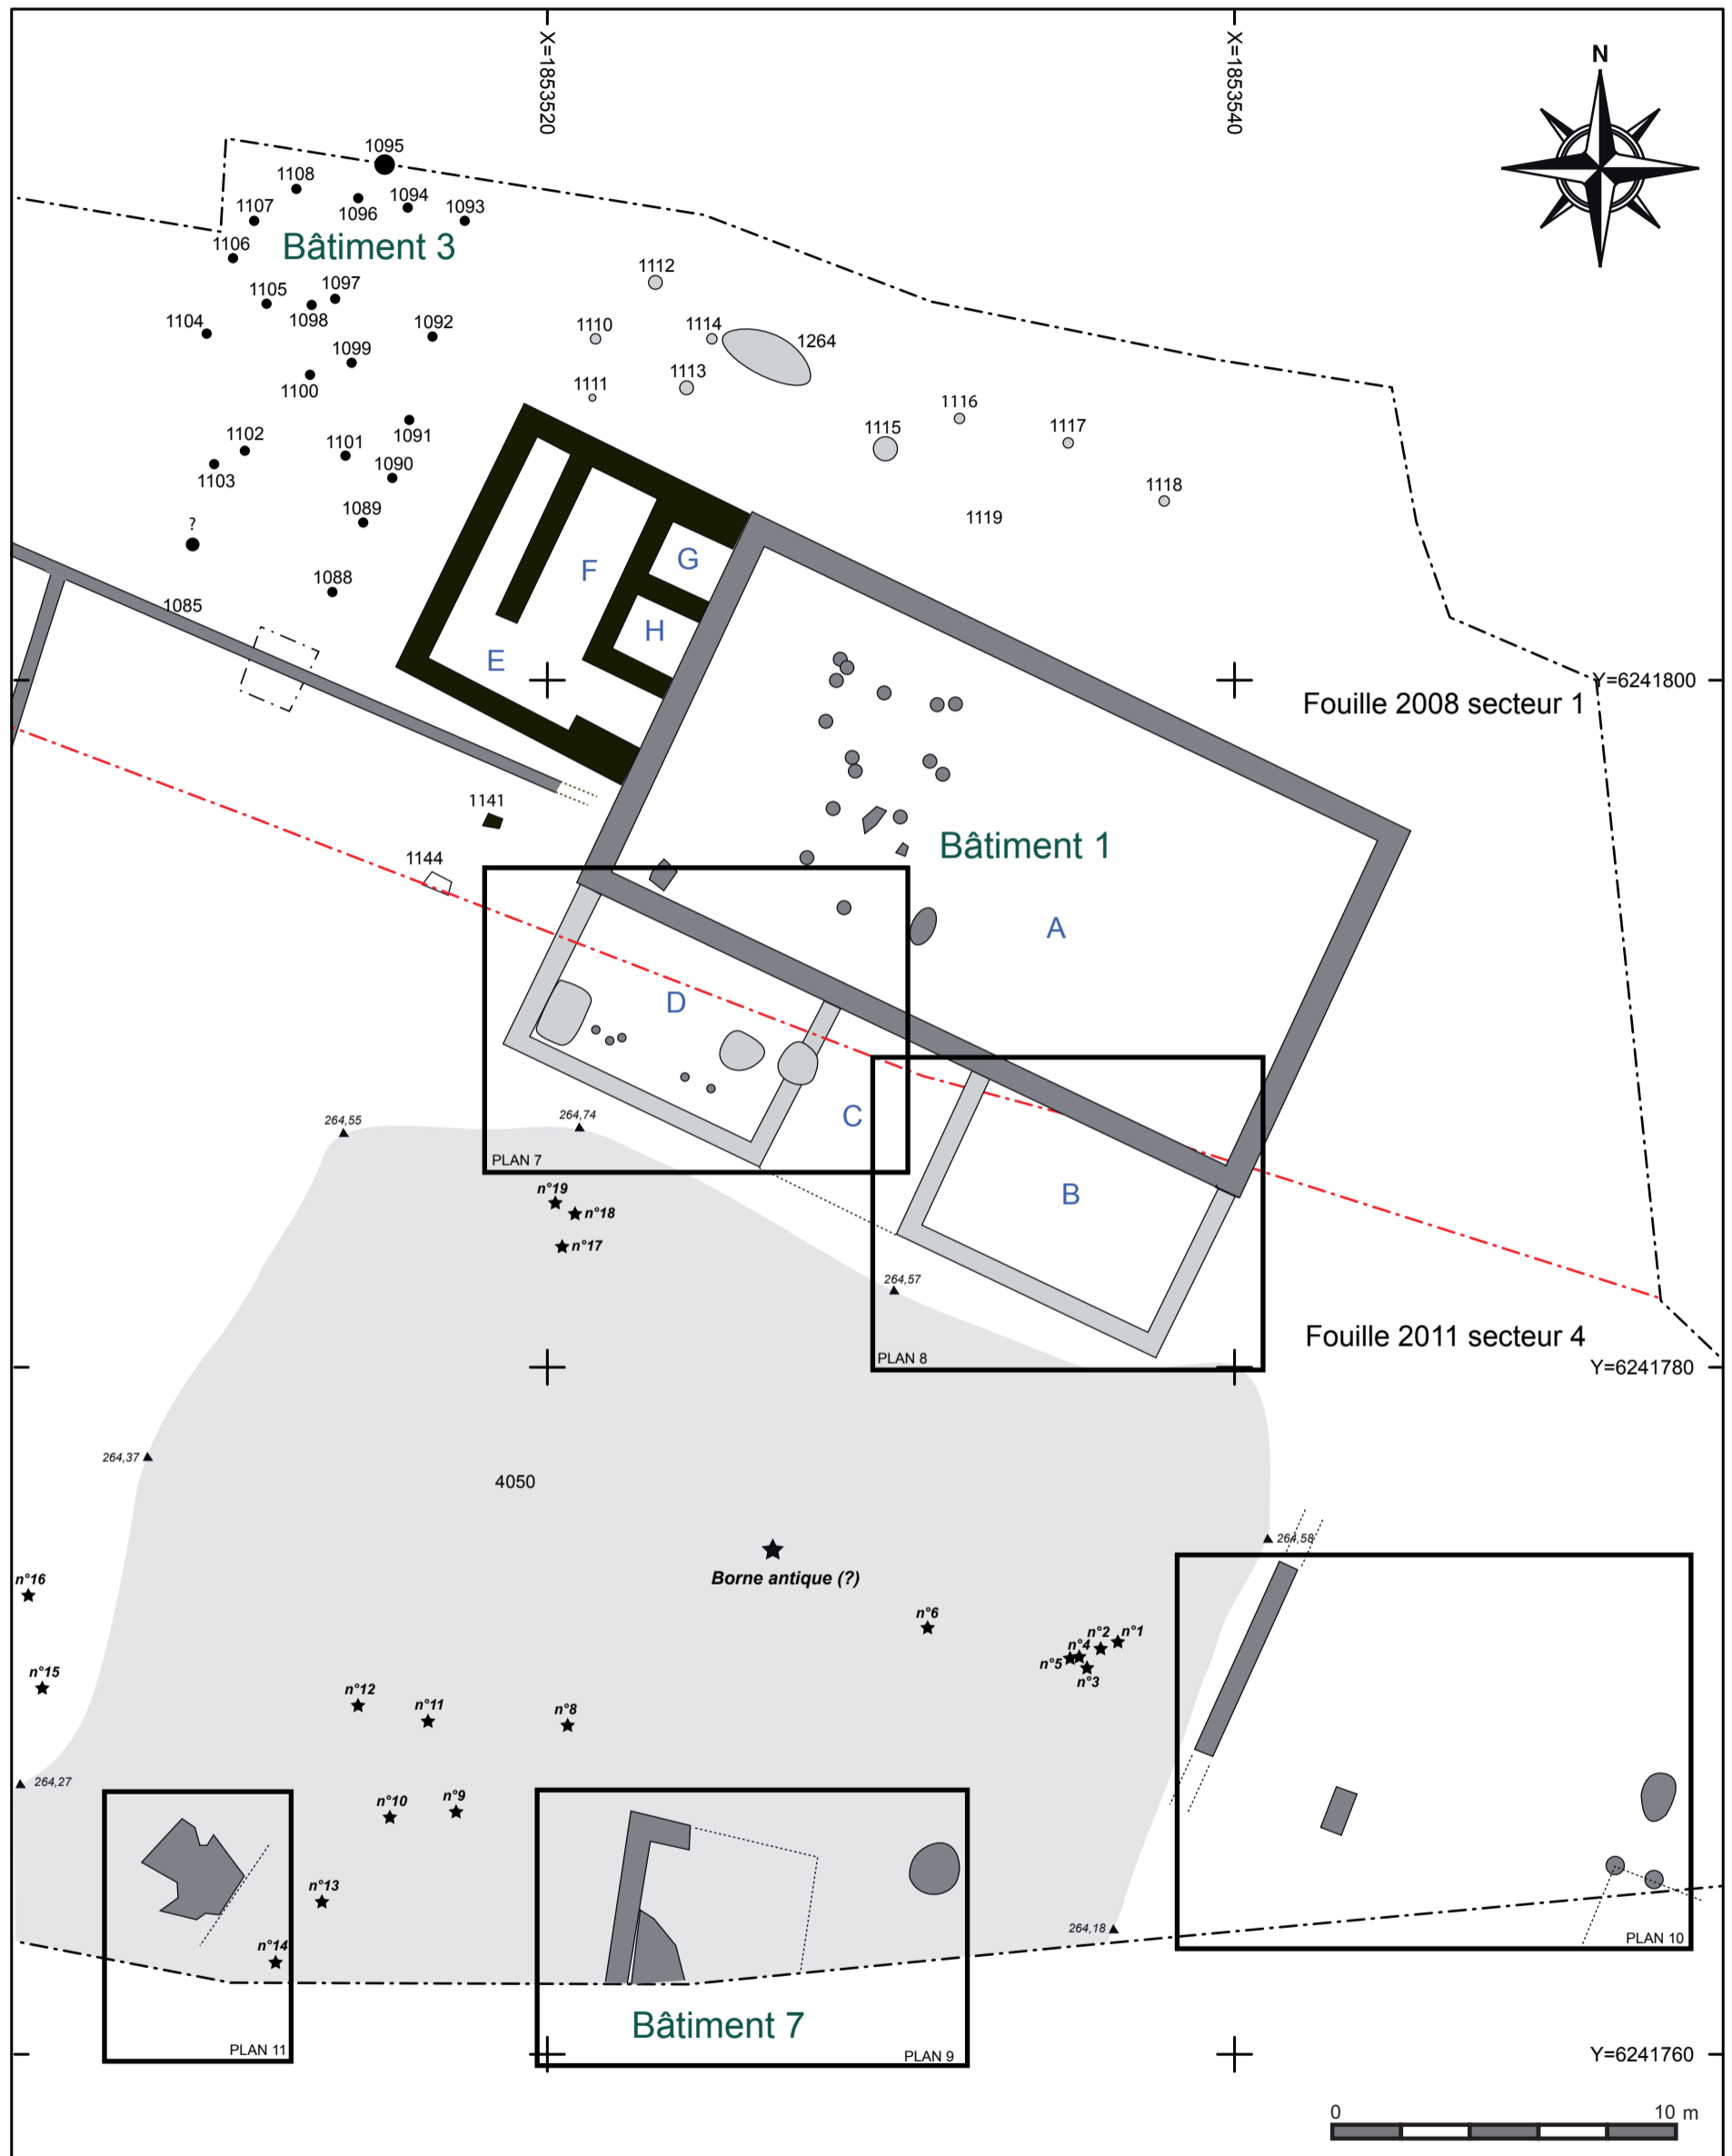 X=1853520
X=1853540
N
1095
1108
1096
1094
1107
1093
1106
Bâtiment 3
1112
1105
1097
1104
1098
1092
1110
1114
1264
1099
1100
1111
1113
1116
1091
1115
1117
1102
1101
1090
1103
1118
1089
1119
?
G
F
1088
1085
H
E
Y=6241800
Fouille 2008 secteur 1
1141
Bâtiment 1
1144
A
D
C
264,55
264,74
PLAN 7
n°19
n°18
B
n°17
264,57
Fouille 2011 secteur 4
PLAN 8
Y=6241780
264,37
4050
264,58
Borne antique (?)
n°16
n°6
n°1
n°2
n°4
n°5
n°3
n°15
n°12
n°11
n°8
264,27
n°10
n°9
n°13
264,18
n°14
PLAN 10
Bâtiment 7
PLAN 11
PLAN 9
Y=6241760
0 10 m